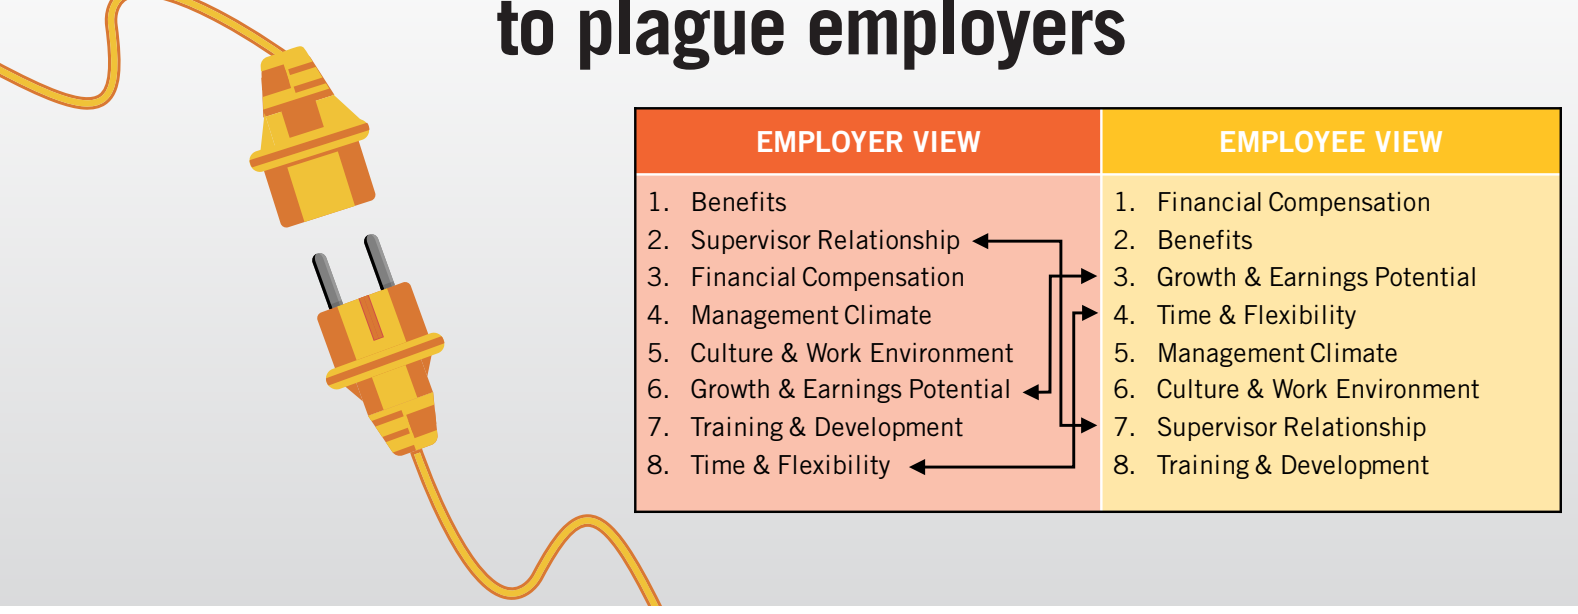 to plague employers
EMPLOYER VIEW
1. Benefits
2. Supervisor Relationship
3. Financial Compensation
4. Management Climate
5. Culture & Work Environment
6. Growth & Earnings Potential
7. Training & Development
8. Time & Flexibility
EMPLOYEE VIEW
1. Financial Compensation
2. Benefits
3. Growth & Earnings Potential
4. Time & Flexibility
5. Management Climate
6. Culture & Work Environment
7. Supervisor Relationship
8. Training & Development